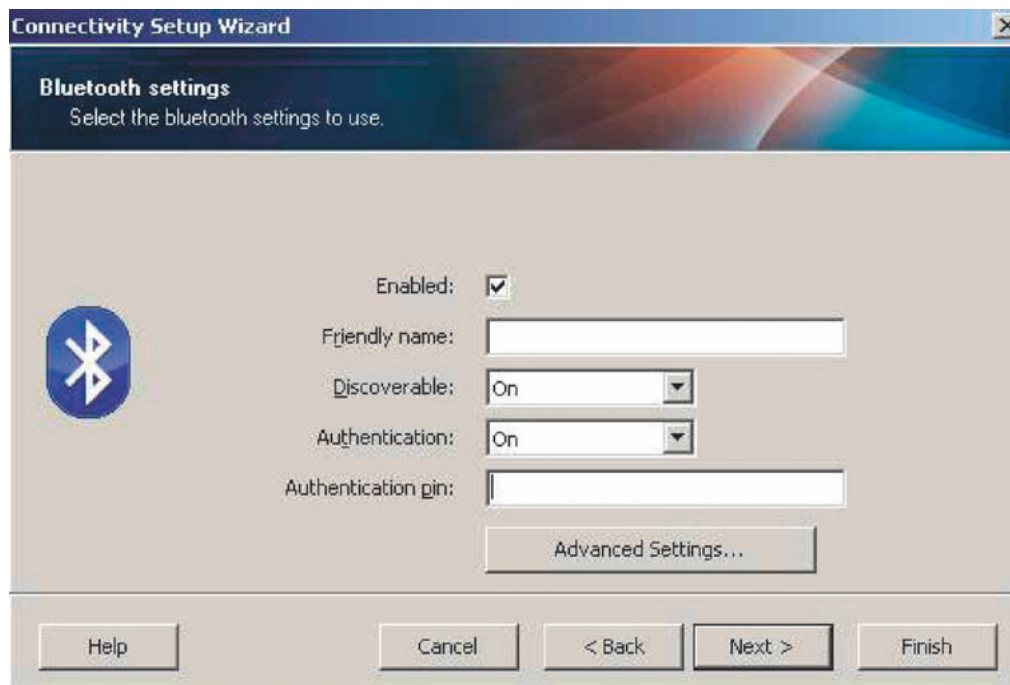 Connectivity Setup Wizard
Bluetooth settings
Select the bluetooth settings to use.
Enabled:
Friendly name:
Discoverable: On
Authentication: On
Authentication pin:
Advanced Settings...
Help Cancel < Back Next > Finish